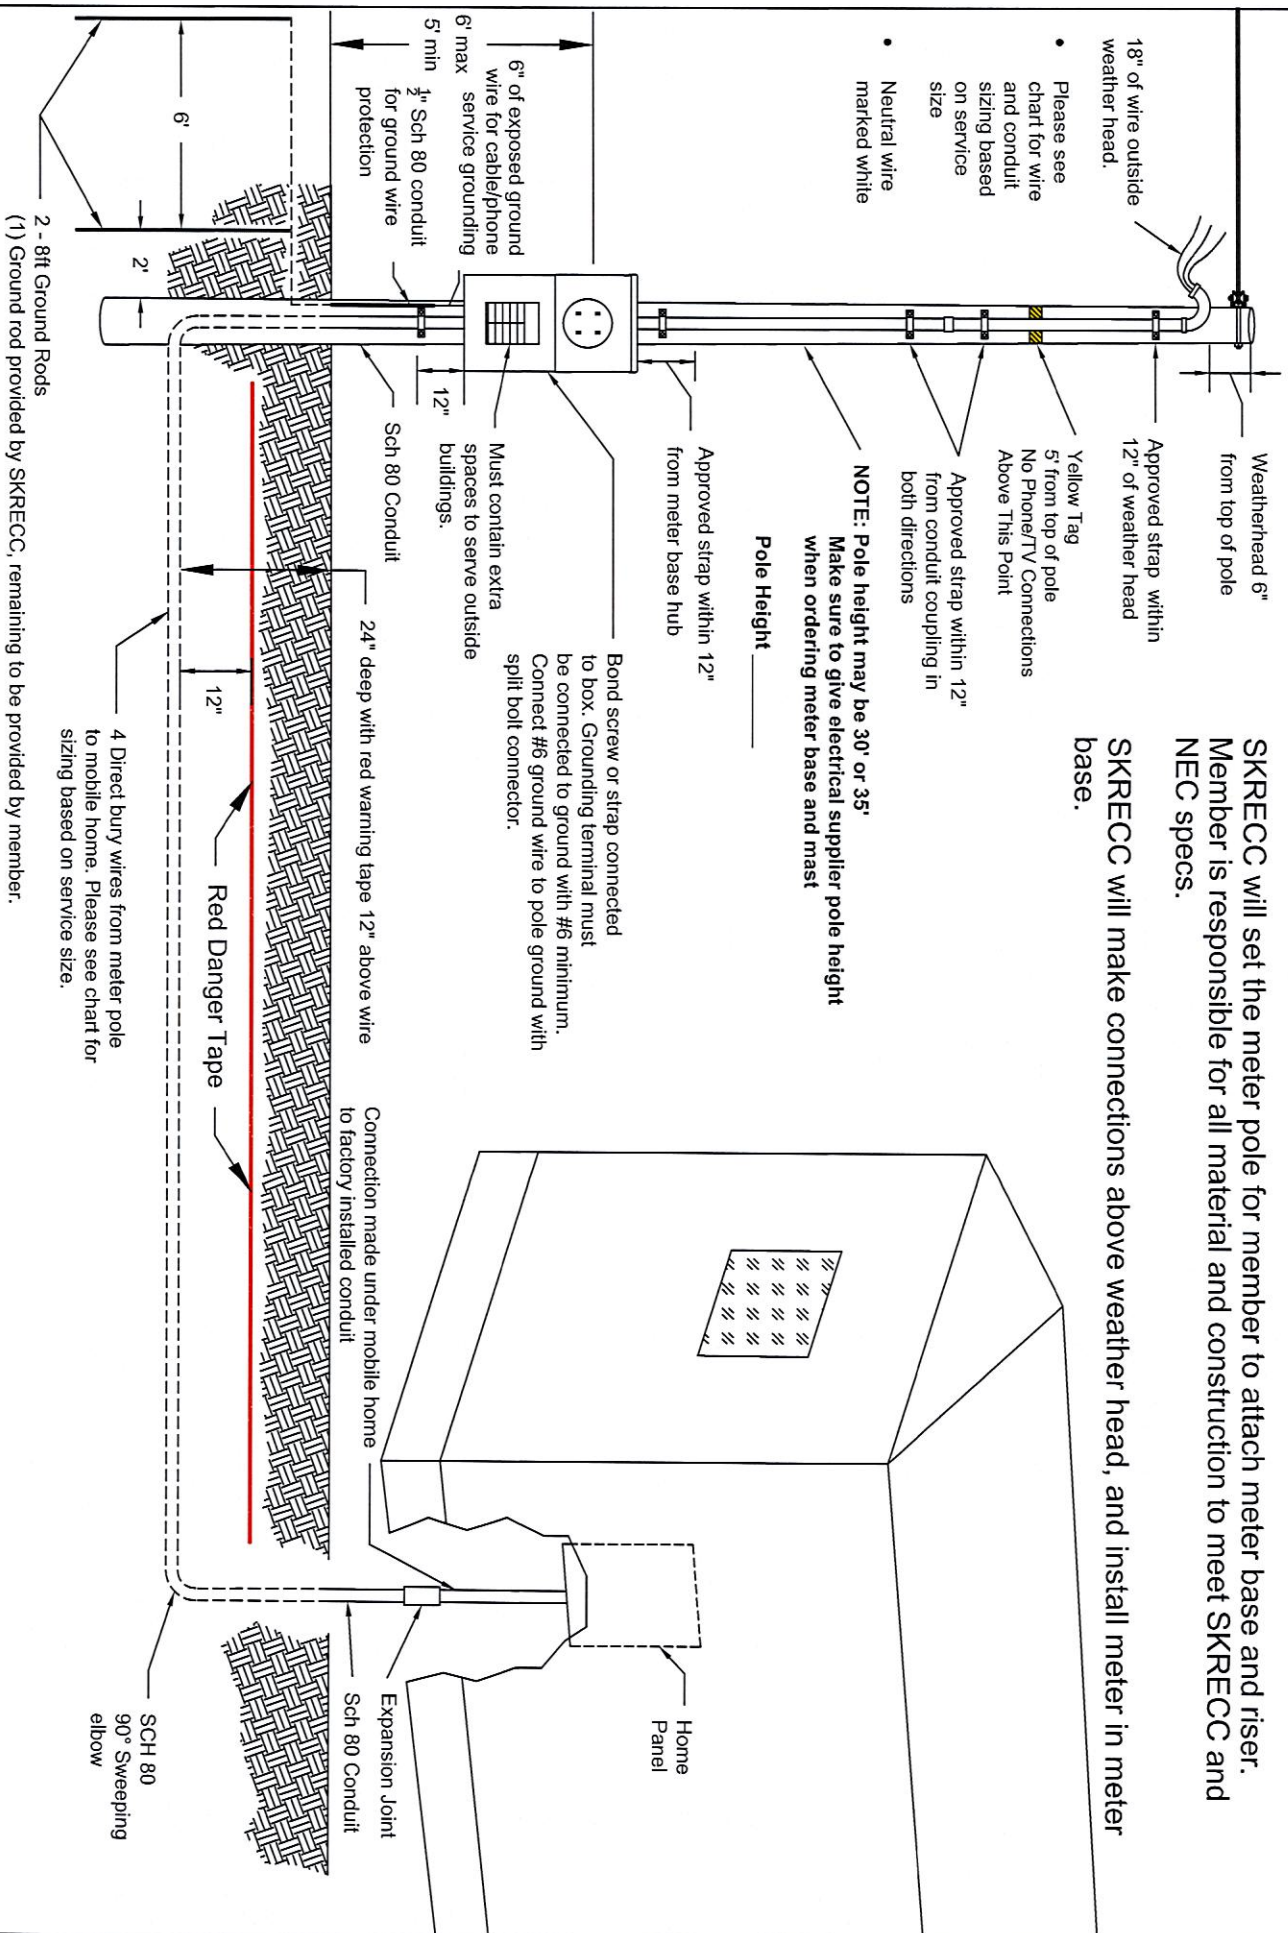 SKRECC will set the meter pole for member to attach meter base and riser.
Member is responsible for all material and construction to meet SKRECC and
NEC specs.
SKRECC will make connections above weather head, and install meter in meter
base.
18" of wire outside
weather head.
• Please see
chart for wire
and conduit
sizing based
on service
size
• Neutral wire
marked white
Weatherhead 6"
from top of pole
Approved strap within
12" of weather head
Yellow Tag
5' from top of pole
No Phone/TV Connections
Above This Point
Approved strap within 12"
from conduit coupling in
both directions
NOTE: Pole height may be 30' or 35'
Make sure to give electrical supplier pole height
when ordering meter base and mast
Pole Height ________
Approved strap within 12"
from meter base hub
Bond screw or strap connected
to box. Grounding terminal must
be connected to ground with #6 minimum.
Connect #6 ground wire to pole ground with
split bolt connector.
Must contain extra
spaces to serve outside
buildings.
12"
Sch 80 Conduit
6' max
5' min
6" of exposed ground
wire for cable/phone
service grounding
½" Sch 80 conduit
for ground wire
protection
6'
2'
2 - 8ft Ground Rods
(1) Ground rod provided by SKRECC, remaining to be provided by member.
24" deep with red warning tape 12" above wire
12"
Red Danger Tape
4 Direct bury wires from meter pole
to mobile home. Please see chart for
sizing based on service size.
Connection made under mobile home
to factory installed conduit
Home
Panel
Expansion Joint
Sch 80 Conduit
SCH 80
90° Sweeping
elbow